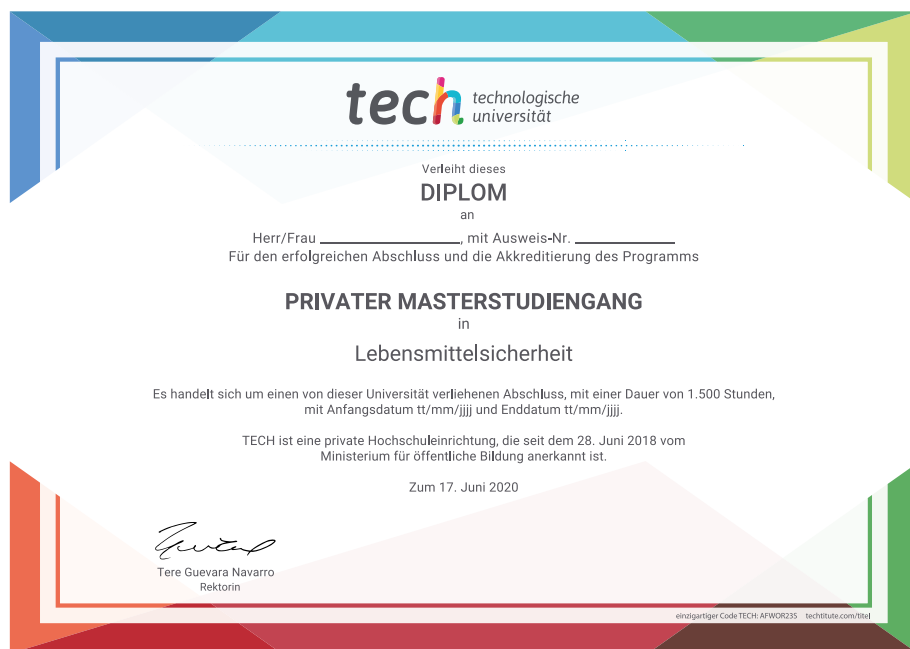 tech technologische
universität
Verleiht dieses
DIPLOM
an
Herr/Frau ____________________, mit Ausweis-Nr. ______________
Für den erfolgreichen Abschluss und die Akkreditierung des Programms
PRIVATER MASTERSTUDIENGANG
in
Lebensmittelsicherheit
Es handelt sich um einen von dieser Universität verliehenen Abschluss, mit einer Dauer von 1.500 Stunden,
mit Anfangsdatum tt/mm/jjjj und Enddatum tt/mm/jjjj.
TECH ist eine private Hochschuleinrichtung, die seit dem 28. Juni 2018 vom
Ministerium für öffentliche Bildung anerkannt ist.
Zum 17. Juni 2020
Tere Guevara Navarro
Rektorin
einzigartiger Code TECH: AFWOR235 techtitute.com/titel